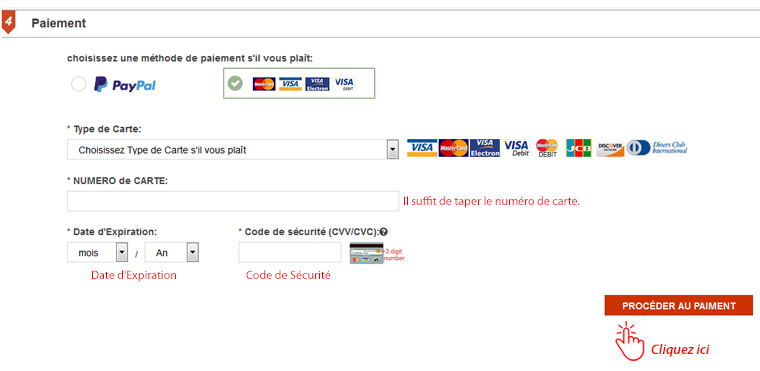 4 Paiement
choisissez une méthode de paiement s'il vous plaît:
PayPal MasterCard VISA VISA Electron VISA DEBIT
* Type de Carte:
Choisissez Type de Carte s'il vous plaît VISA MasterCard VISA Electron VISA Debit MasterCard DEBIT JCB DISCOVER Diners Club International
* NUMERO de CARTE:
Il suffit de taper le numéro de carte.
* Date d'Expiration: * Code de sécurité (CVV/CVC):
mois / An 3 digit number
Date d'Expiration Code de Sécurité
PROCÉDER AU PAIMENT
Cliquez ici